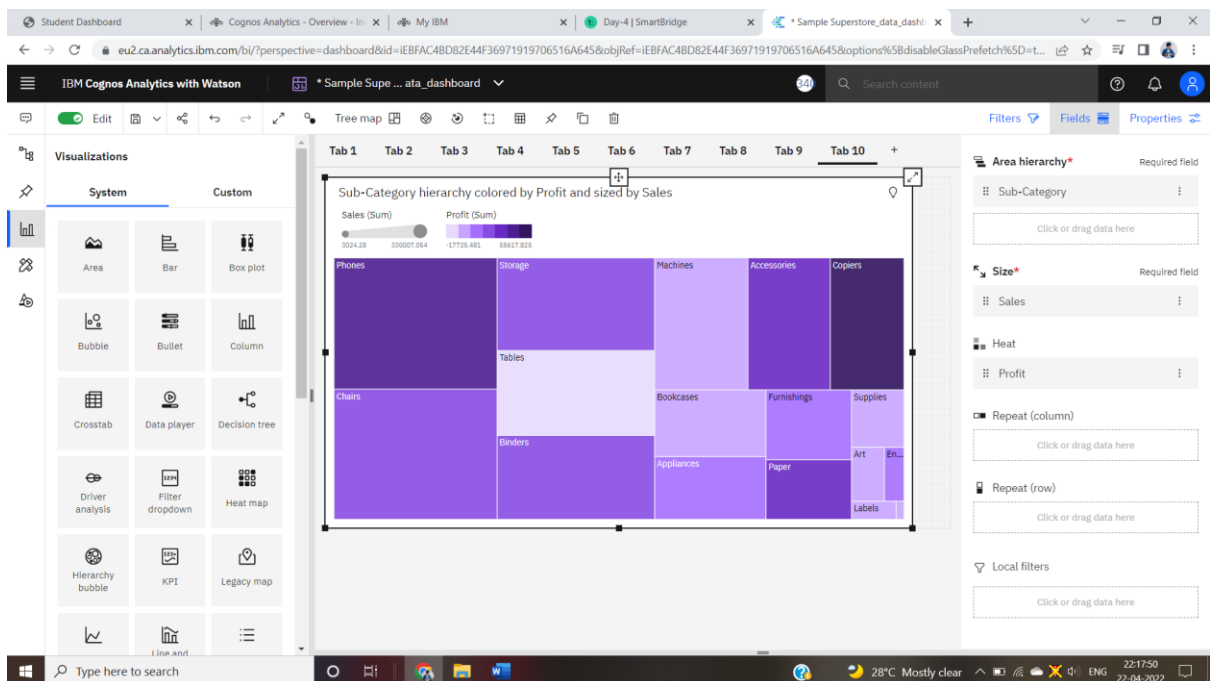 Student Dashboard
Cognos Analytics - Overview - In
My IBM
Day-4 | SmartBridge
* Sample Superstore_data_dashb
eu2.ca.analytics.ibm.com/bi/?perspective=dashboard&id=iEBFAC4BD82E44F36971919706516A645&objRef=iEBFAC4BD82E44F36971919706516A645&options%5BdisableGlassPrefetch%5D=t...
IBM Cognos Analytics with Watson
* Sample Supe ... ata_dashboard
Search content
Edit
Tree map
Filters
Fields
Properties
Visualizations
System
Custom
Area
Bar
Box plot
Bubble
Bullet
Column
Crosstab
Data player
Decision tree
Driver
analysis
Filter
dropdown
Heat map
Hierarchy
bubble
KPI
Legacy map
Line and
Tab 1
Tab 2
Tab 3
Tab 4
Tab 5
Tab 6
Tab 7
Tab 8
Tab 9
Tab 10
Sub-Category hierarchy colored by Profit and sized by Sales
Sales (Sum)
Profit (Sum)
3024.28
330007.054
-17725.481
55617.825
Phones
Storage
Machines
Accessories
Copiers
Tables
Chairs
Bookcases
Furnishings
Supplies
Binders
Appliances
Paper
Art
En...
Labels
Area hierarchy*
Required field
Sub-Category
Click or drag data here
Size*
Required field
Sales
Heat
Profit
Repeat (column)
Click or drag data here
Repeat (row)
Click or drag data here
Local filters
Click or drag data here
Type here to search
28°C Mostly clear
ENG
22:17:50
22-04-2022